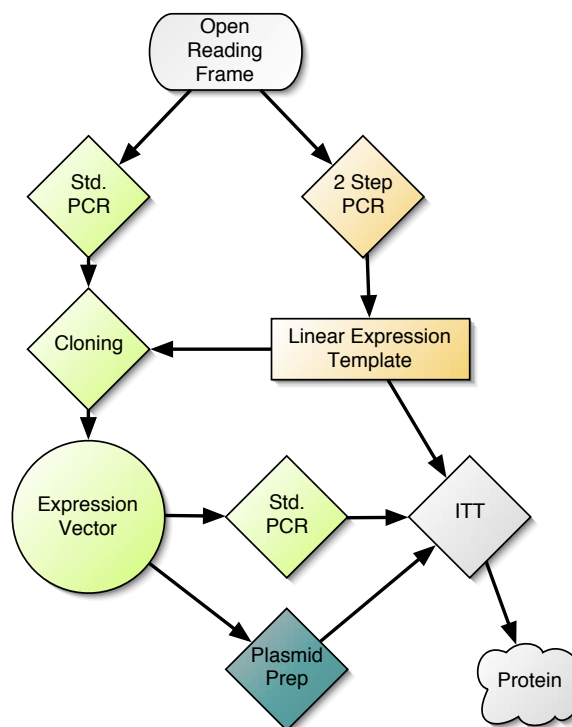 Open
Reading
Frame
Std.
PCR
2 Step
PCR
Cloning
Linear Expression
Template
Expression
Vector
Std.
PCR
ITT
Plasmid
Prep
Protein